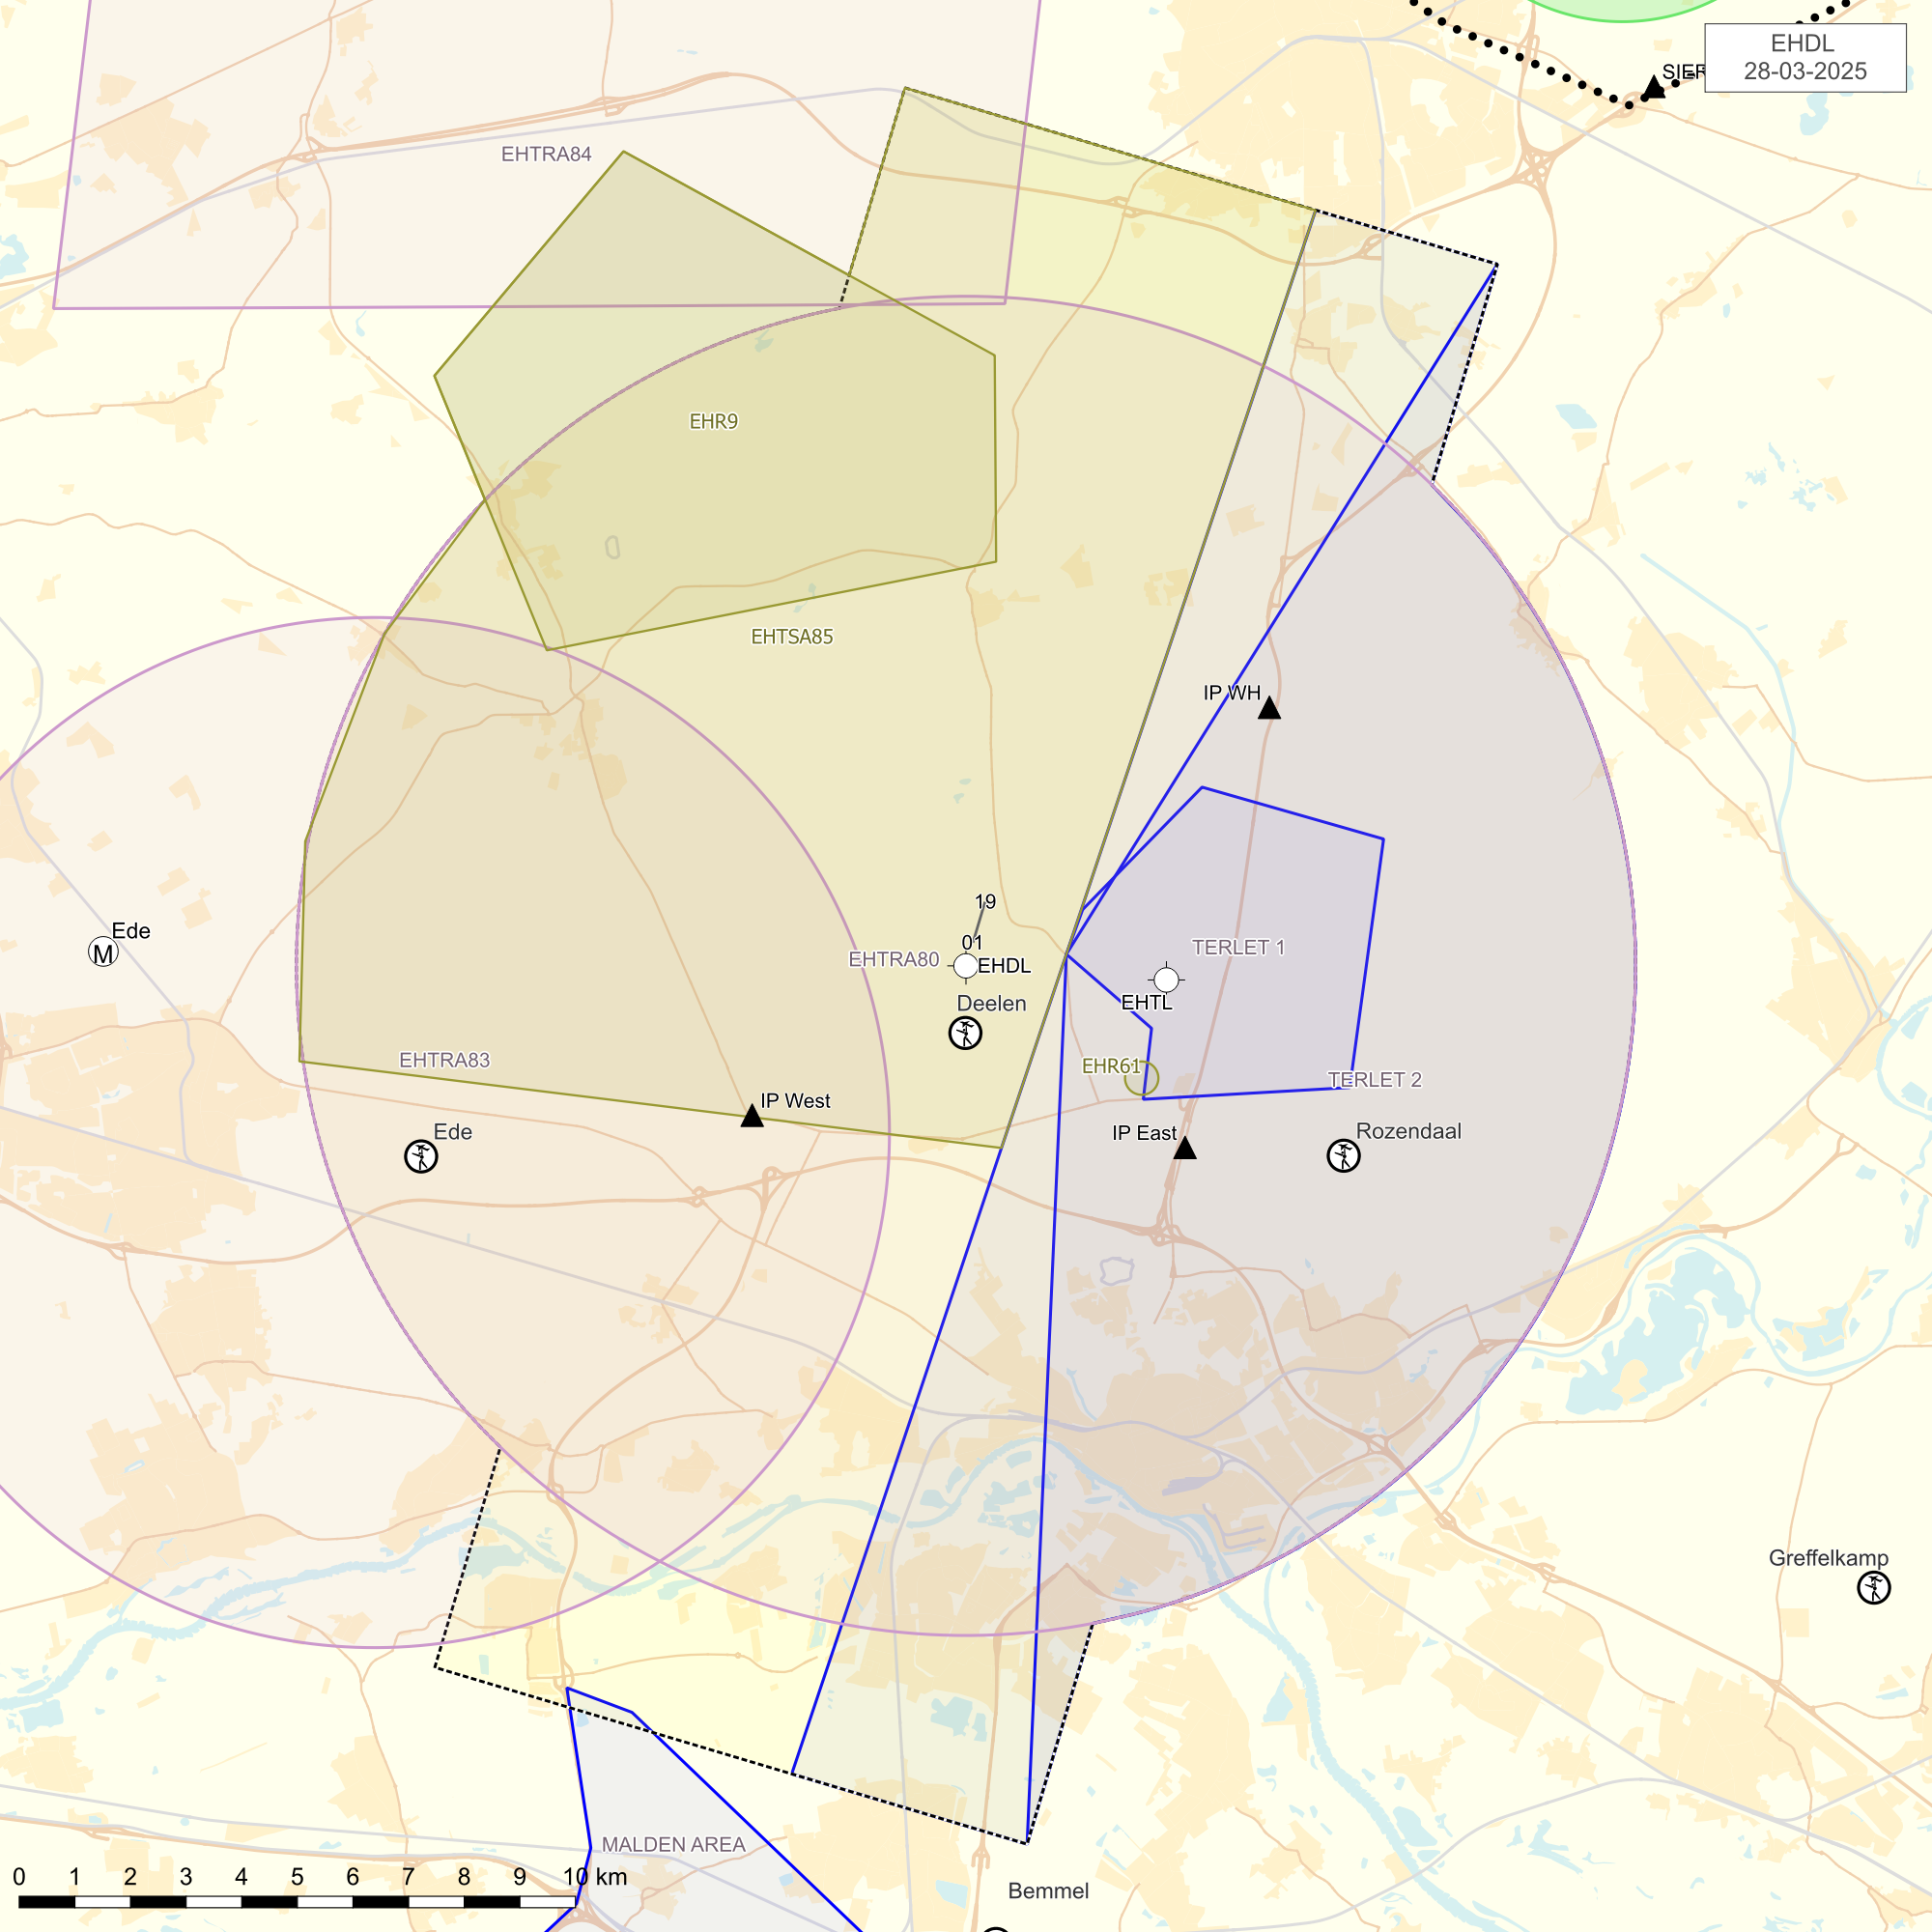 EHDL
28-03-2025
SIER
EHTRA84
EHR9
EHTSA85
IP WH
19
Ede
M
01
EHTRA80
EHDL
TERLET 1
Deelen
EHTL
EHTRA83
EHR61
TERLET 2
IP West
Ede
IP East
Rozendaal
Greffelkamp
MALDEN AREA
0 1 2 3 4 5 6 7 8 9 10 km
Bemmel